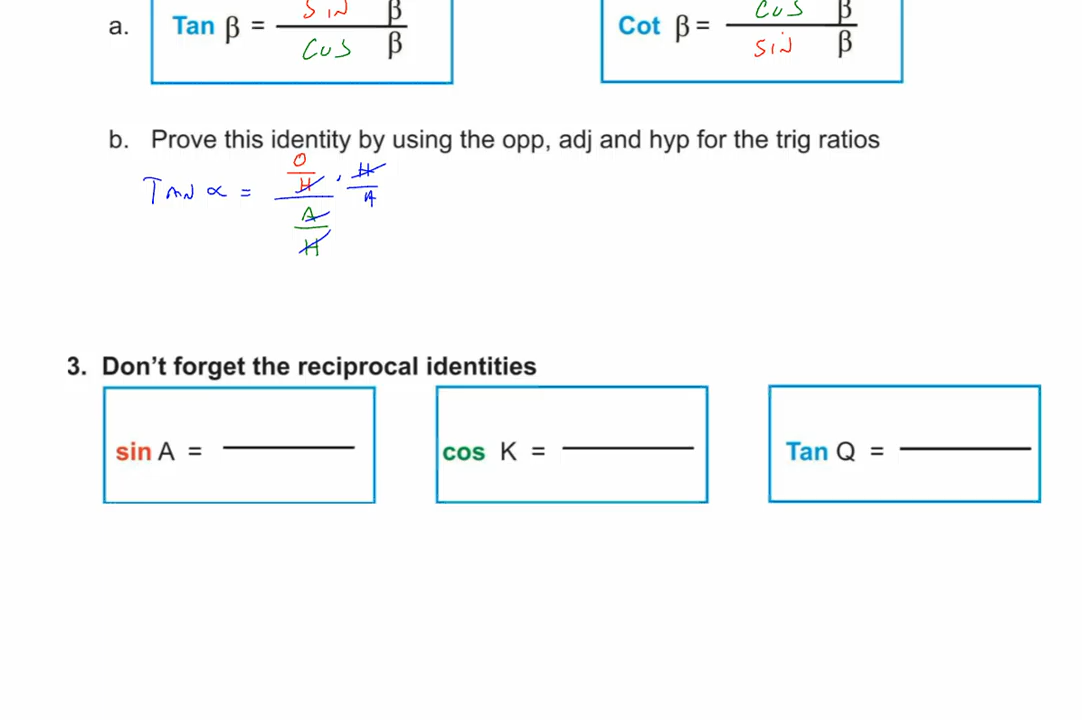 a. Tan β = sin β / cos β Cot β = cos β / sin β
b. Prove this identity by using the opp, adj and hyp for the trig ratios
O H
Tan α = H · A
A
H
3. Don't forget the reciprocal identities
sin A = cos K = Tan Q =